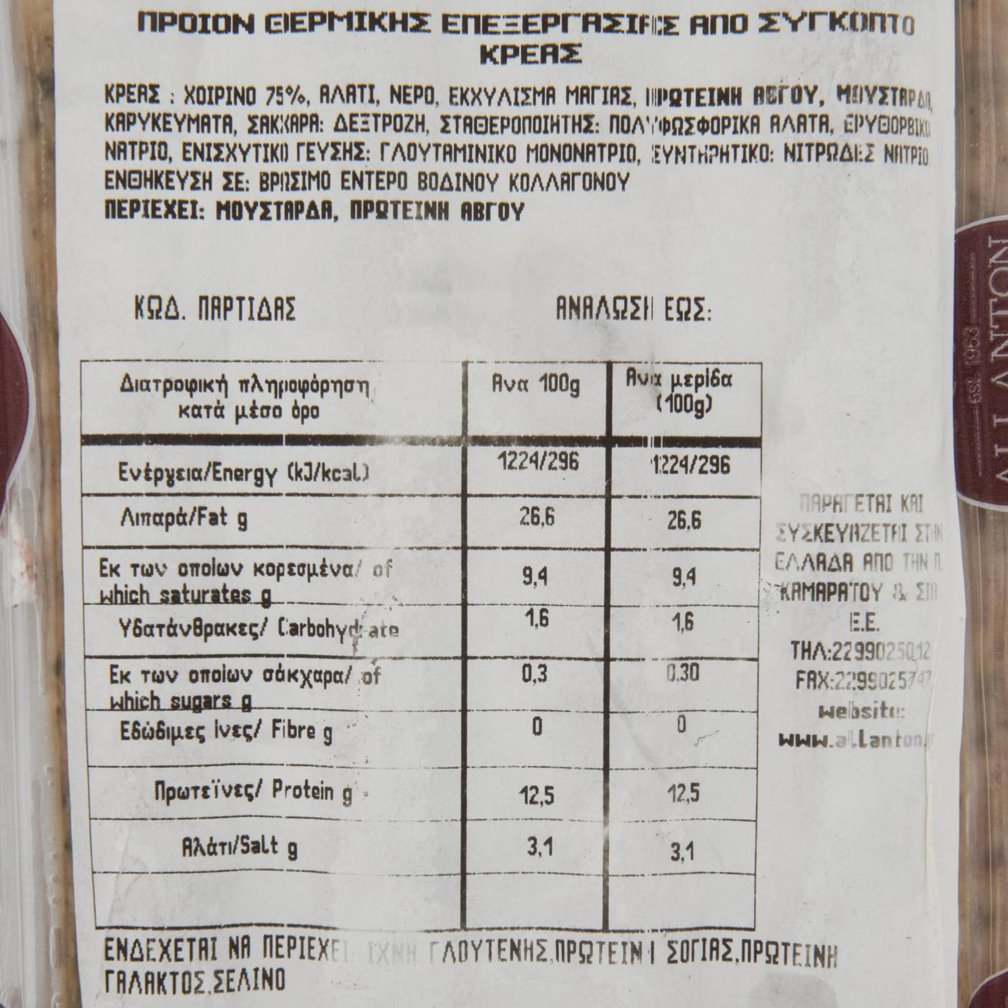 ΠΡΟΙΟΝ ΘΕΡΜΙΚΗΣ ΕΠΕΞΕΡΓΑΣΙΑΣ ΑΠΟ ΣΥΓΚΟΠΤΟ
ΚΡΕΑΣ
ΚΡΕΑΣ : ΧΟΙΡΙΝΟ 75%, ΑΛΑΤΙ, ΝΕΡΟ, ΕΚΧΥΛΙΣΜΑ ΜΑΓΙΑΣ, ΠΡΩΤΕΙΝΗ ΑΒΓΟΥ, ΜΟΥΣΤΑΡΔΑ,
ΚΑΡΥΚΕΥΜΑΤΑ, ΣΑΚΧΑΡΑ: ΔΕΞΤΡΟΖΗ, ΣΤΑΘΕΡΟΠΟΙΗΤΗΣ: ΠΟΛΥΦΩΣΦΟΡΙΚΑ ΑΛΑΤΑ, ΕΡΥΘΟΡΒΙΚΟ
ΝΑΤΡΙΟ, ΕΝΙΣΧΥΤΙΚΟ ΓΕΥΣΗΣ: ΓΛΟΥΤΑΜΙΝΙΚΟ ΜΟΝΟΝΑΤΡΙΟ, ΣΥΝΤΗΡΗΤΙΚΟ: ΝΙΤΡΩΔΕΣ ΝΑΤΡΙΟ
ΕΝΘΗΚΕΥΣΗ ΣΕ: ΒΡΩΣΙΜΟ ΕΝΤΕΡΟ ΒΟΔΙΝΟΥ ΚΟΛΛΑΓΟΝΟΥ
ΠΕΡΙΕΧΕΙ: ΜΟΥΣΤΑΡΔΑ, ΠΡΩΤΕΙΝΗ ΑΒΓΟΥ
ΚΩΔ. ΠΑΡΤΙΔΑΣ ΑΝΑΛΩΣΗ ΕΩΣ:
Διατροφική πληροφόρηση Ανα 100g Ανα μερίδα
κατά μέσο όρο (100g)
Ενέργεια/Energy (kJ/kcal) 1224/296 1224/296
Λιπαρά/Fat g 26,6 26,6
Εκ των οποίων κορεσμένα/ of 9,4 9,4
which saturates g
Υδατάνθρακες/ Carbohydrate 1,6 1,6
Εκ των οποίων σάκχαρα/ of 0,3 0,30
which sugars g
Εδώδιμες ίνες/ Fibre g 0 0
Πρωτεΐνες/ Protein g 12,5 12,5
Αλάτι/Salt g 3,1 3,1
ΠΑΡΑΓΕΤΑΙ ΚΑΙ
ΣΥΣΚΕΥΑΖΕΤΑΙ ΣΤΗΝ
ΕΛΛΑΔΑ ΑΠΟ ΤΗΝ Π.
ΚΑΜΑΡΑΤΟΥ & ΣΙΑ
Ε.Ε.
ΤΗΛ:2299025012
FAX:
website:
www.allanton.
ΕΝΔΕΧΕΤΑΙ ΝΑ ΠΕΡΙΕΧΕΙ ΙΧΝΗ ΓΛΟΥΤΕΝΗΣ,ΠΡΩΤΕΙΝΗ ΣΟΓΙΑΣ,ΠΡΩΤΕΙΝΗ
ΓΑΛΑΚΤΟΣ,ΣΕΛΙΝΟ
est. 1963
ALLANTON